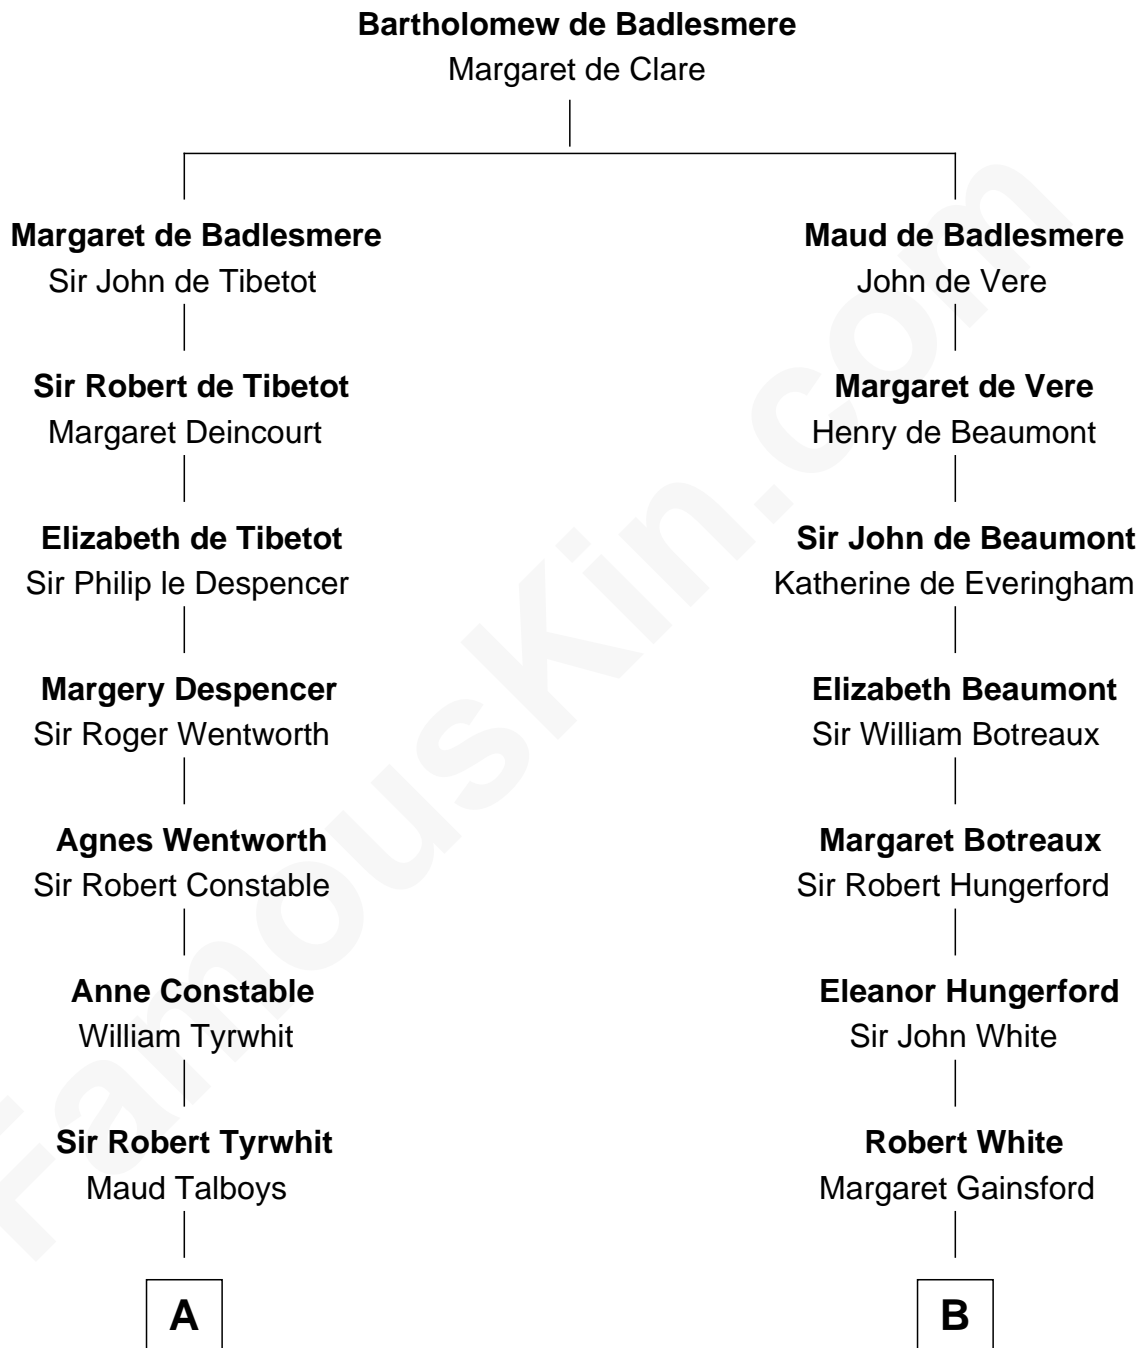 Bartholomew de Badlesmere
Margaret de Clare
Margaret de Badlesmere
Sir John de Tibetot
Maud de Badlesmere
John de Vere
Sir Robert de Tibetot
Margaret Deincourt
Margaret de Vere
Henry de Beaumont
Elizabeth de Tibetot
Sir Philip le Despencer
Sir John de Beaumont
Katherine de Everingham
Margery Despencer
Sir Roger Wentworth
Elizabeth Beaumont
Sir William Botreaux
Agnes Wentworth
Sir Robert Constable
Margaret Botreaux
Sir Robert Hungerford
Anne Constable
William Tyrwhit
Eleanor Hungerford
Sir John White
Sir Robert Tyrwhit
Maud Talboys
Robert White
Margaret Gainsford
A
B
FamousKin.com